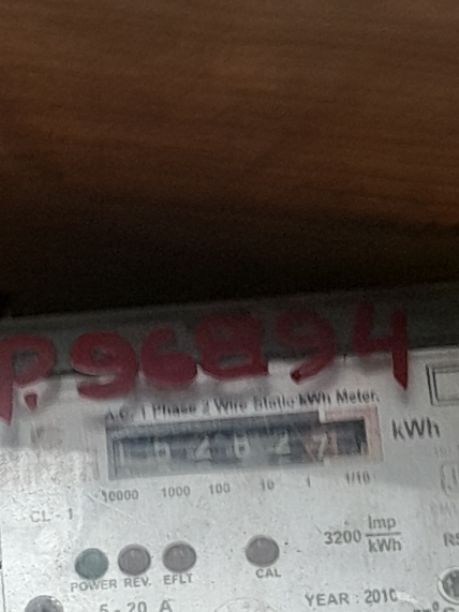 P.96894
A.C. 1 Phase 2 Wire Static kWh Meter.
kWh
10000 1000 100 10 1 1/10
CL - 1
3200 Imp
kWh
POWER REV. EFLT CAL
5 - 20 A
YEAR : 2010